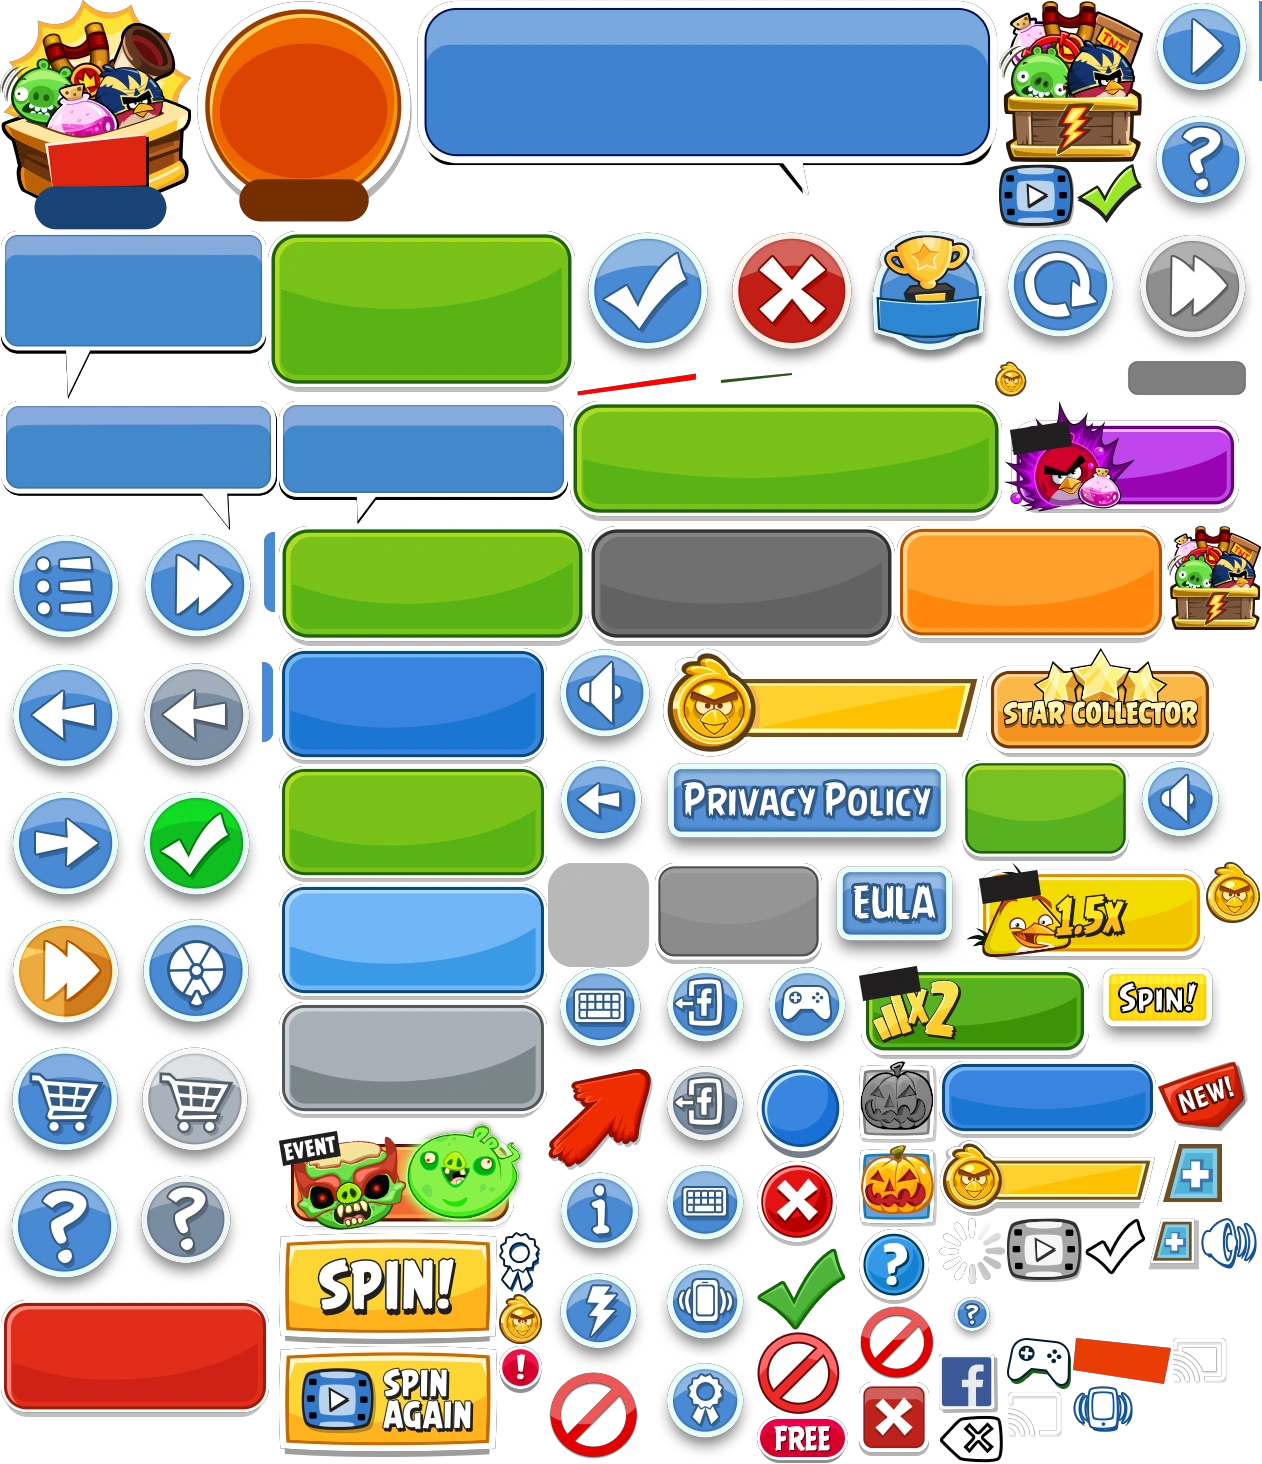 TNT
TNT
STAR COLLECTOR
PRIVACY POLICY
EULA
1.5X
X2
SPIN!
NEW!
EVENT
SPIN!
SPIN
AGAIN
FREE